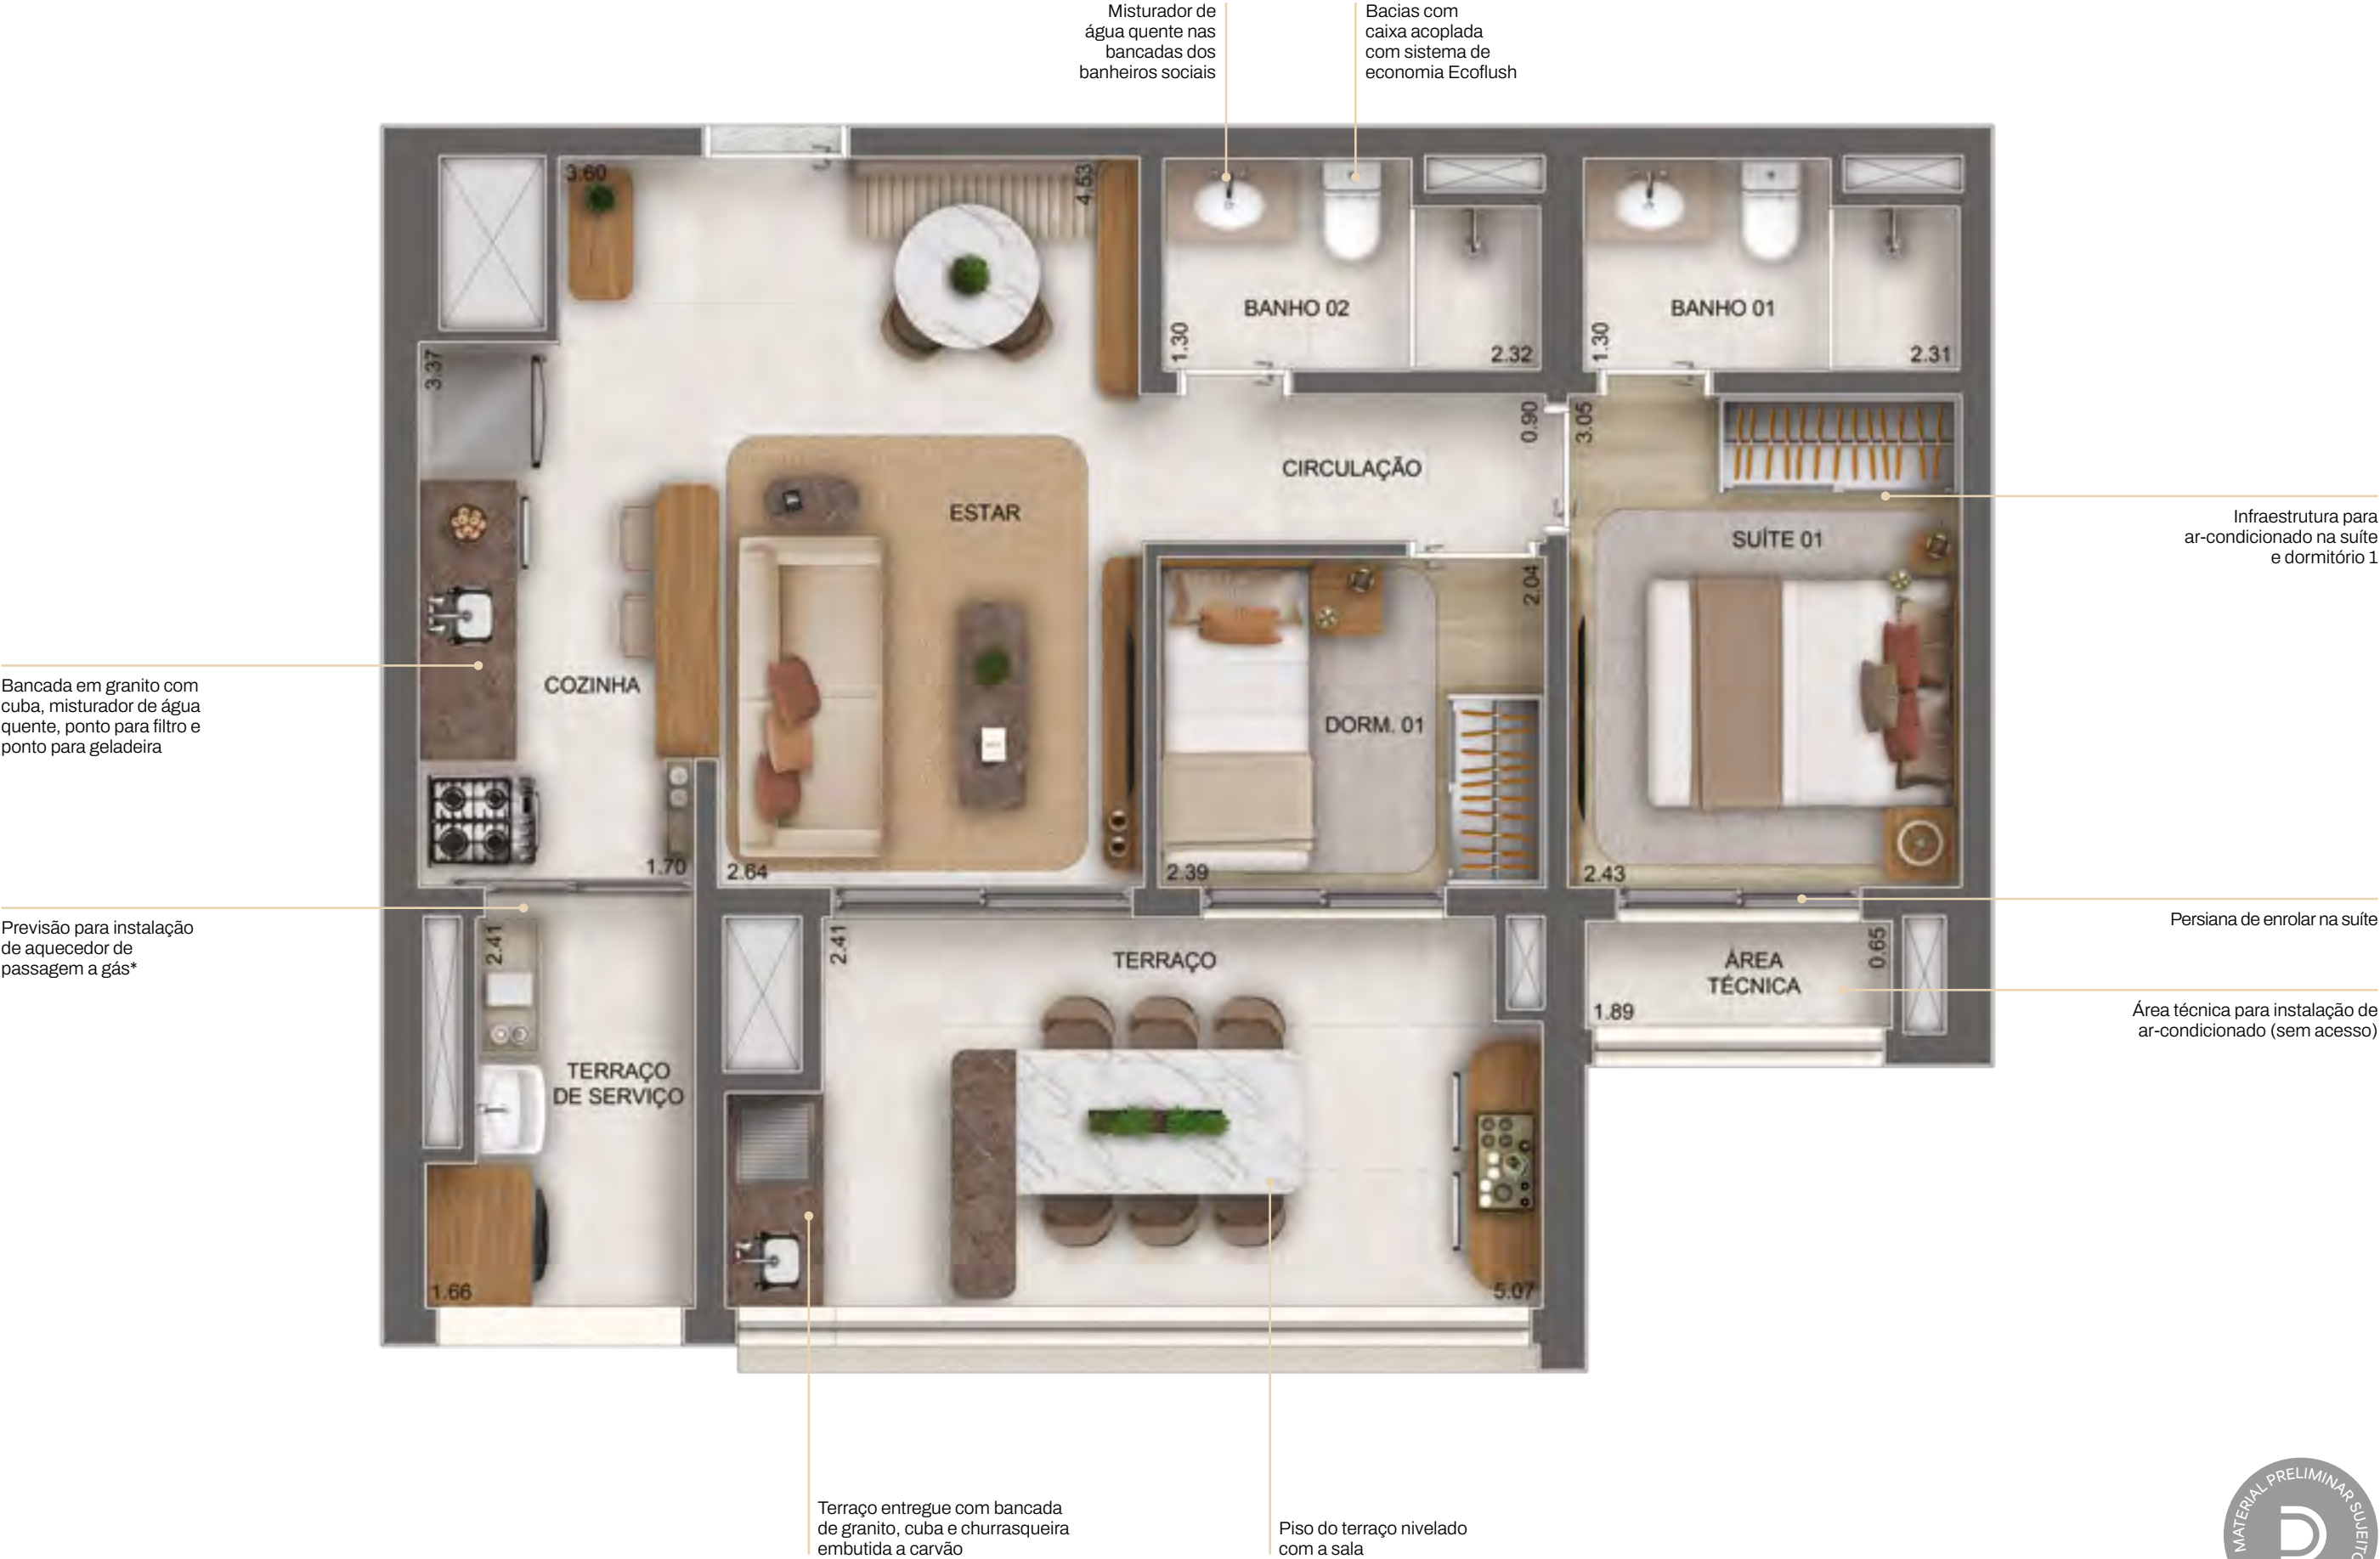 Misturador de
água quente nas
bancadas dos
banheiros sociais
Bacias com
caixa acoplada
com sistema de
economia Ecoflush
3.60
4.53
BANHO 02
1.30
2.32
BANHO 01
1.30
2.31
3.37
0.90
3.05
CIRCULAÇÃO
ESTAR
SUÍTE 01
Infraestrutura para
ar-condicionado na suíte
e dormitório 1
2.04
COZINHA
DORM. 01
Bancada em granito com
cuba, misturador de água
quente, ponto para filtro e
ponto para geladeira
1.70
2.64
2.39
2.43
Previsão para instalação
de aquecedor de
passagem a gás*
Persiana de enrolar na suíte
2.41
2.41
TERRAÇO
ÁREA
TÉCNICA
0.65
1.89
Área técnica para instalação de
ar-condicionado (sem acesso)
TERRAÇO
DE SERVIÇO
1.66
5.07
Terraço entregue com bancada
de granito, cuba e churrasqueira
embutida a carvão
Piso do terraço nivelado
com a sala
MATERIAL PRELIMINAR SUJEITO